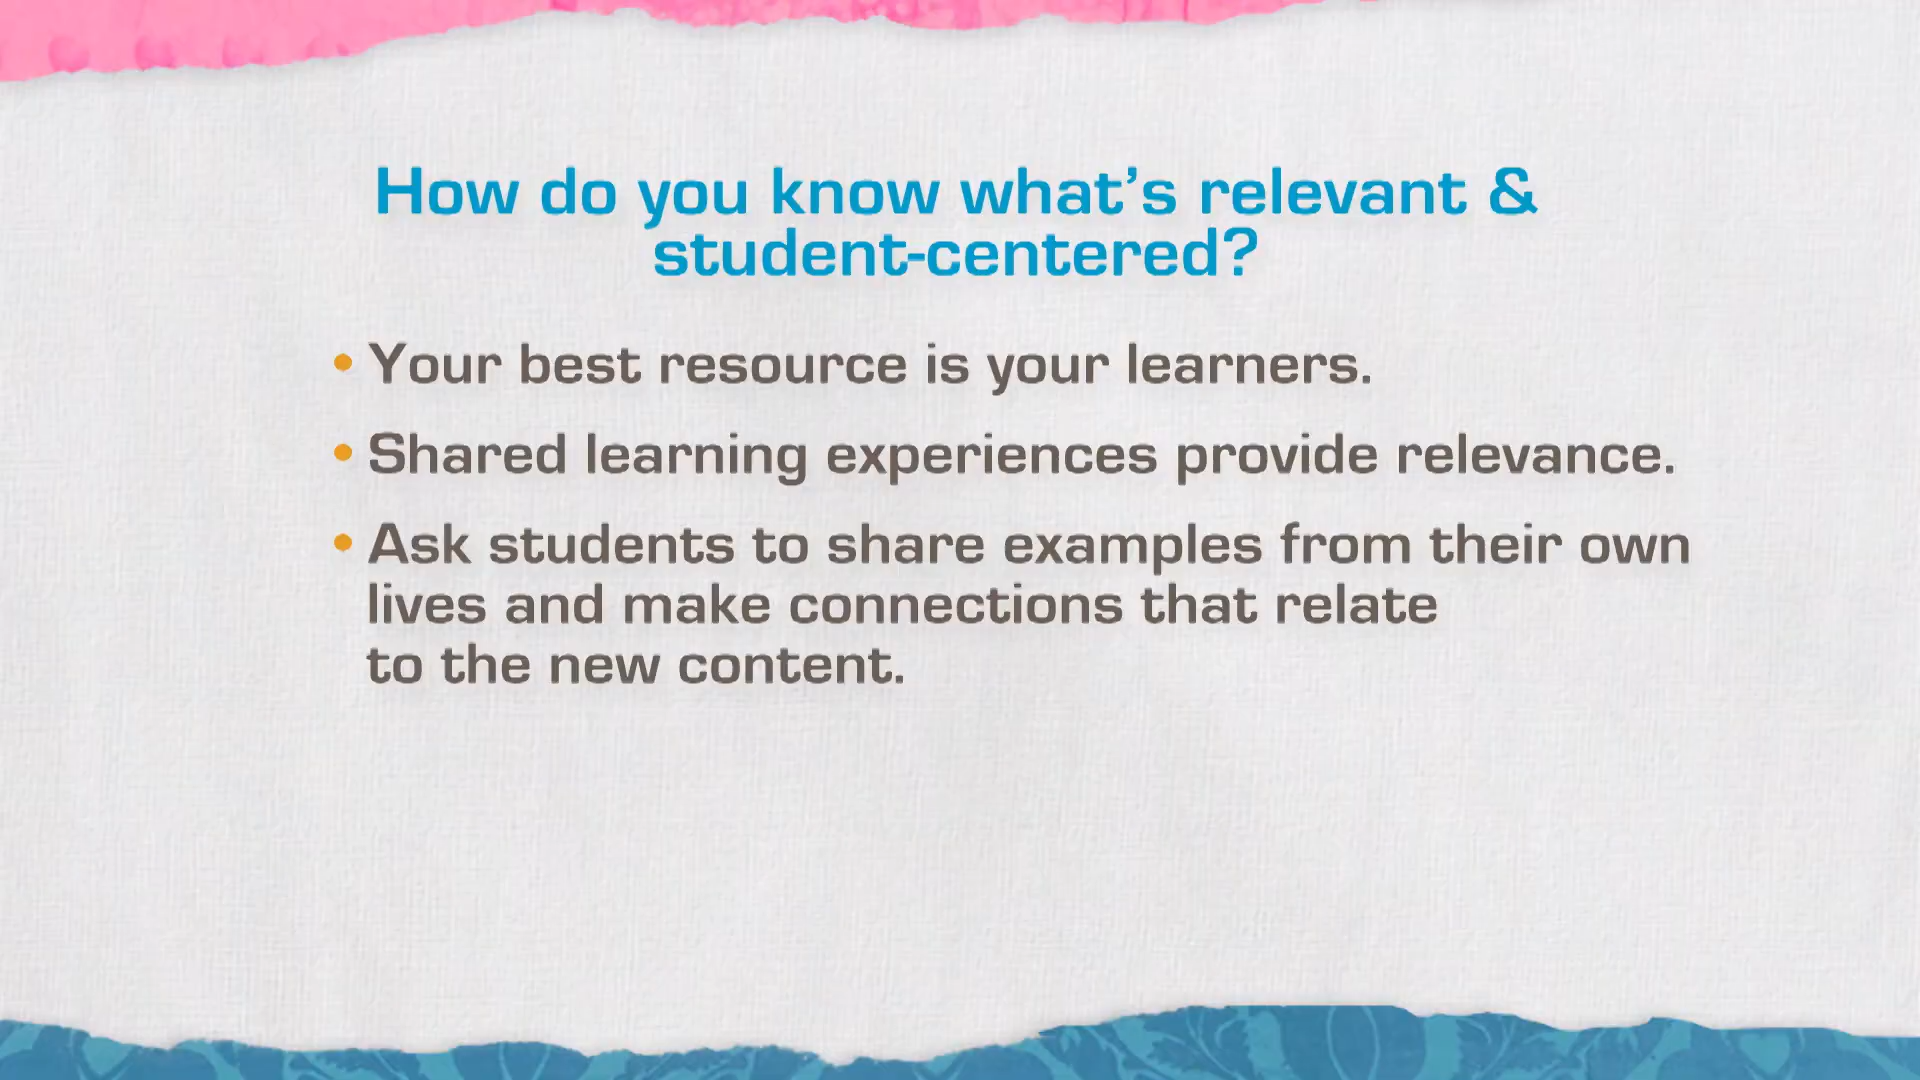 How do you know what’s relevant &
student-centered?
• Your best resource is your learners.
• Shared learning experiences provide relevance.
• Ask students to share examples from their own
lives and make connections that relate
to the new content.